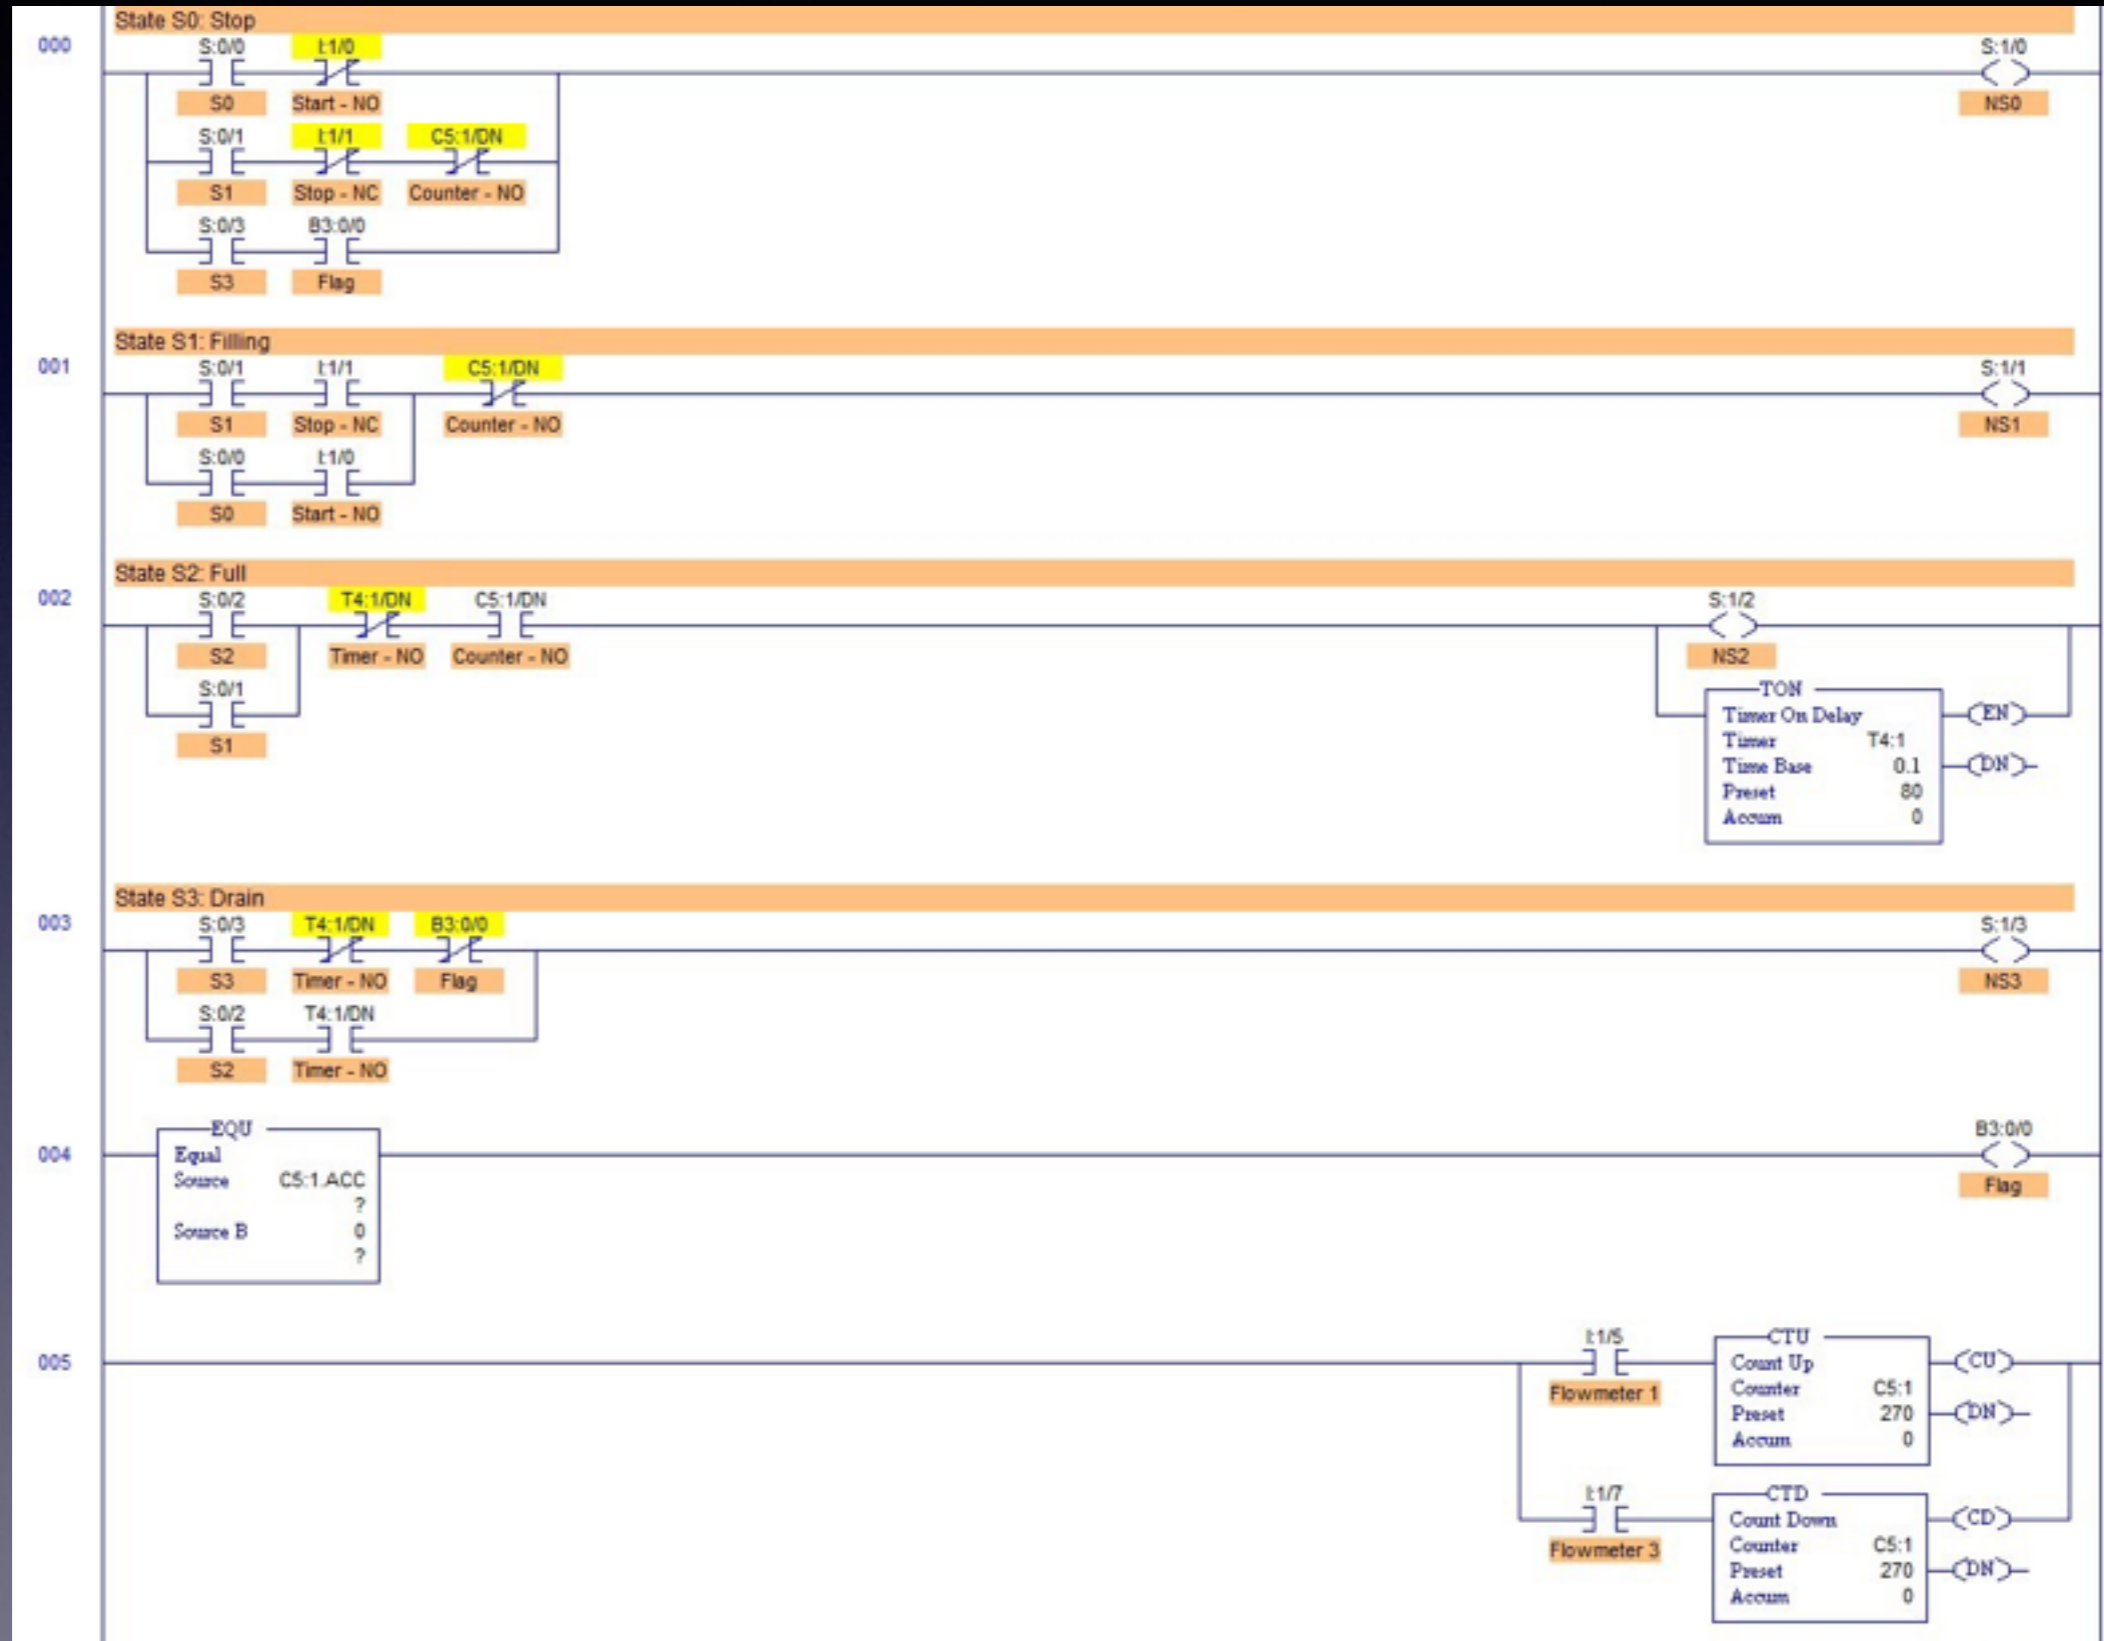 State S0: Stop
000
S:0/0 I:1/0 S:1/0
S0 Start - NO NS0
S:0/1 I:1/1 C5:1/DN
S1 Stop - NC Counter - NO
S:0/3 B3:0/0
S3 Flag
State S1: Filling
001
S:0/1 I:1/1 C5:1/DN S:1/1
S1 Stop - NC Counter - NO NS1
S:0/0 I:1/0
S0 Start - NO
State S2: Full
002
S:0/2 T4:1/DN C5:1/DN S:1/2
S2 Timer - NO Counter - NO NS2
S:0/1
S1
TON
Timer On Delay EN
Timer T4:1
Time Base 0.1 DN
Preset 80
Accum 0
State S3: Drain
003
S:0/3 T4:1/DN B3:0/0 S:1/3
S3 Timer - NO Flag NS3
S:0/2 T4:1/DN
S2 Timer - NO
EQU B3:0/0
004
Equal
Source C5:1.ACC
?
Flag
Source B 0
?
I:1/5 CTU
005
Count Up CU
Flowmeter 1
Counter C5:1
Preset 270 DN
Accum 0
I:1/7 CTD
Count Down CD
Flowmeter 3
Counter C5:1
Preset 270 DN
Accum 0